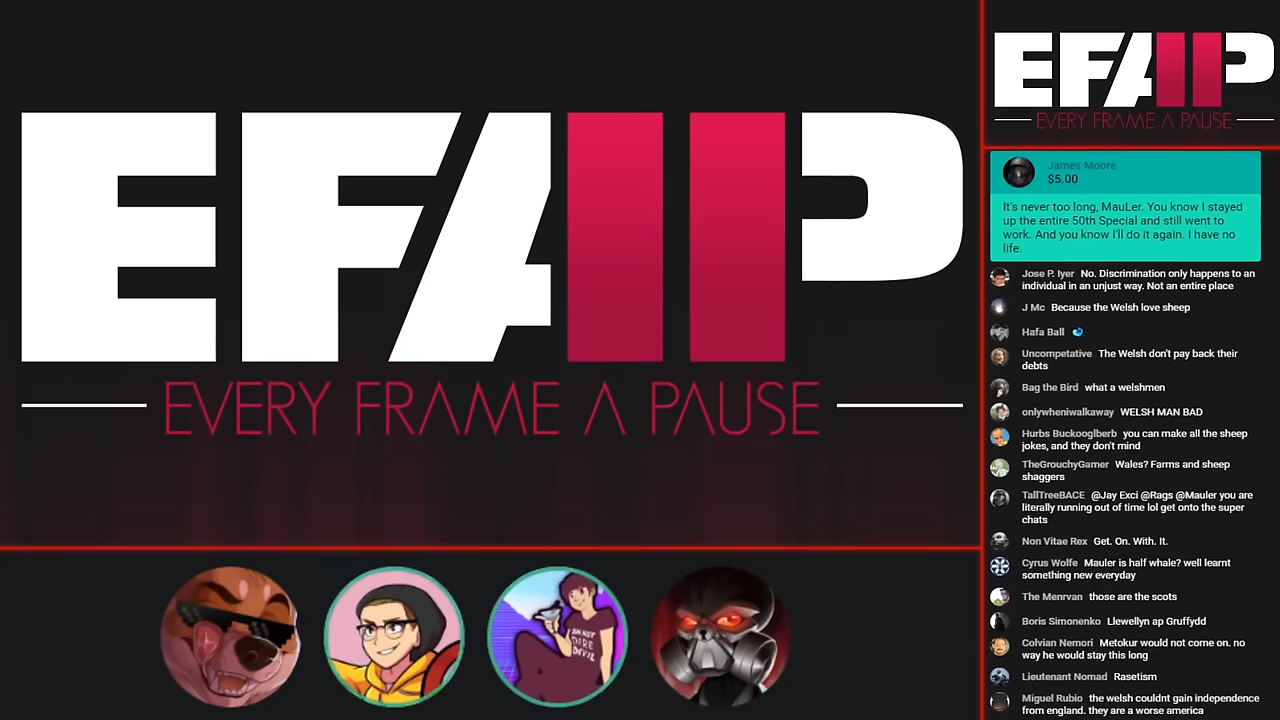 EFAP
EVERY FRAME A PAUSE
EFAP
EVERY FRAME A PAUSE
James Moore
$5.00
It's never too long, MauLer. You know I stayed
up the entire 50th Special and still went to
work. And you know I'll do it again. I have no
life.
Jose P. Iyer No. Discrimination only happens to an
individual in an unjust way. Not an entire place
J Mc Because the Welsh love sheep
Hafa Ball
Uncompetative The Welsh don't pay back their
debts
Bag the Bird what a welshmen
onlywheniwalkaway WELSH MAN BAD
Hurbs Buckooglberb you can make all the sheep
jokes, and they don't mind
TheGrouchyGamer Wales? Farms and sheep
shaggers
TallTreeBACE @Jay Exci @Rags @Mauler you are
literally running out of time lol get onto the super
chats
Non Vitae Rex Get. On. With. It.
Cyrus Wolfe Mauler is half whale? well learnt
something new everyday
The Menrvan those are the scots
Boris Simonenko Llewellyn ap Gruffydd
Colvian Nemori Metokur would not come on. no
way he would stay this long
Lieutenant Nomad Rasetism
Miguel Rubio the welsh couldnt gain independence
from england. they are a worse america
I AM NOT
DARE
DEVIL